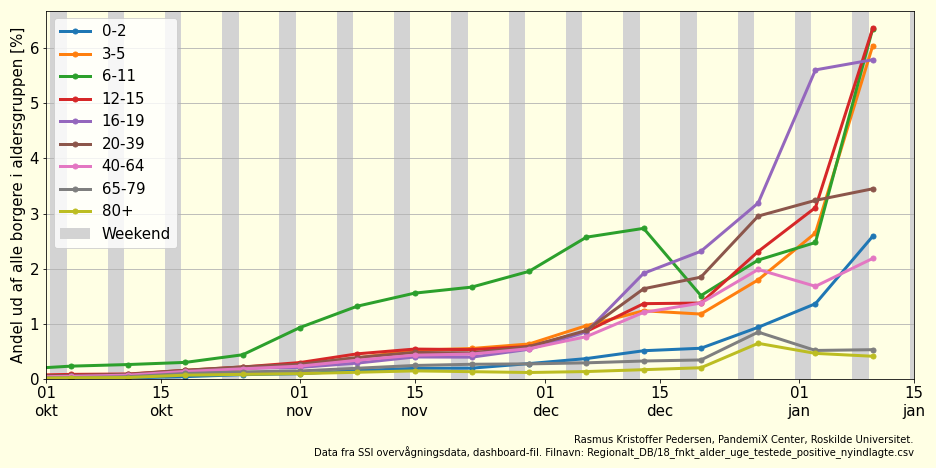 Andel ud af alle borgere i aldersgruppen [%]
6
5
4
3
2
1
0
0-2
3-5
6-11
12-15
16-19
20-39
40-64
65-79
80+
Weekend
01 okt
15 okt
01 nov
15 nov
01 dec
15 dec
01 jan
15 jan
Rasmus Kristoffer Pedersen, PandemiX Center, Roskilde Universitet.
Data fra SSI overvågningsdata, dashboard-fil. Filnavn: Regionalt_DB/18_fnkt_alder_uge_testede_positive_nyindlagte.csv